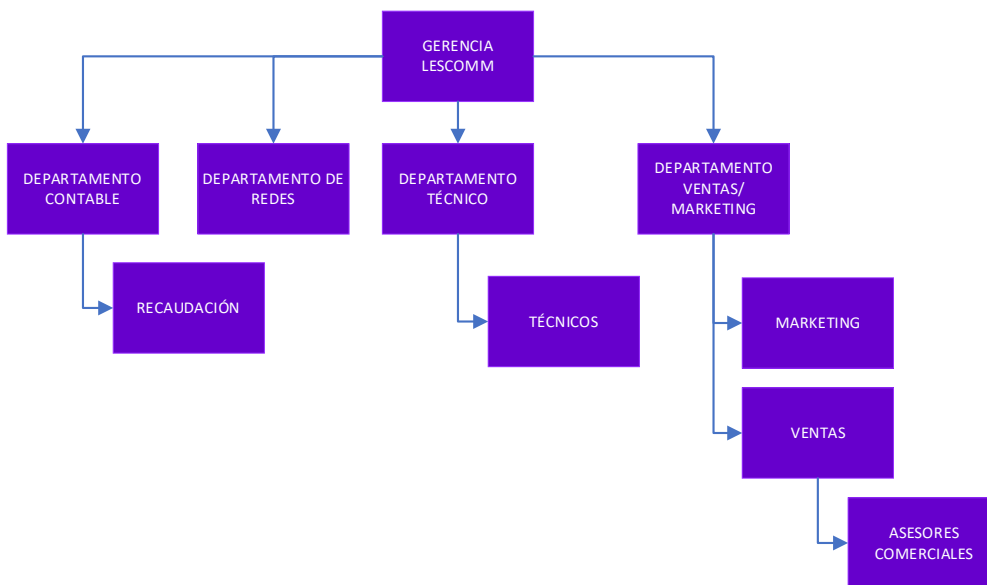 GERENCIA
LESCOMM
DEPARTAMENTO
CONTABLE
DEPARTAMENTO DE
REDES
DEPARTAMENTO
TÉCNICO
DEPARTAMENTO
VENTAS/
MARKETING
RECAUDACIÓN
TÉCNICOS
MARKETING
VENTAS
ASESORES
COMERCIALES